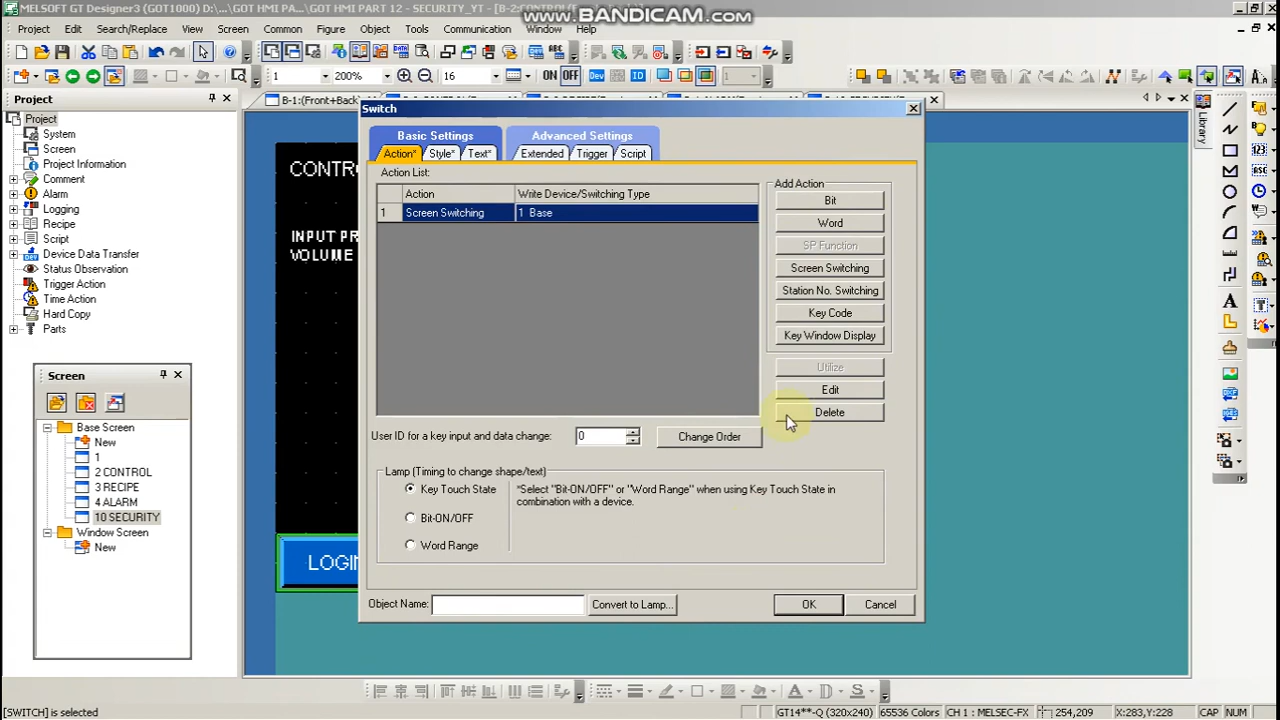 MELSOFT GT Designer3 (GOT1000) D:\...\GOT HMI PA...\GOT HMI PART 12 - SECURITY_YT - [B-2:CONTROL(Front+Back)]
www.BANDICAM.com
Project Edit Search/Replace View Screen Common Figure Object Tools Communication Window Help
1 200% 16 ON OFF Dev ID 1
Project
B-1:(Front+Back)
Project
System
Screen
Project Information
Comment
Alarm
Logging
Recipe
Script
Device Data Transfer
Status Observation
Trigger Action
Time Action
Hard Copy
Parts
Screen
Base Screen
New
1
2 CONTROL
3 RECIPE
4 ALARM
10 SECURITY
Window Screen
New
CONTR
INPUT PR
VOLUME
LOGIN
Switch
Basic Settings Advanced Settings
Action* Style* Text* Extended Trigger Script
Action List:
Action Write Device/Switching Type
1 Screen Switching 1 Base
Add Action
Bit
Word
SP Function
Screen Switching
Station No. Switching
Key Code
Key Window Display
Utilize
Edit
Delete
User ID for a key input and data change: 0 Change Order
Lamp (Timing to change shape/text)
Key Touch State
Bit-ON/OFF
Word Range
*Select "Bit-ON/OFF" or "Word Range" when using Key Touch State in
combination with a device.
Object Name: Convert to Lamp... OK Cancel
Library
[SWITCH] is selected GT14**-Q (320x240) 65536 Colors CH 1 : MELSEC-FX 254,209 X:283,Y:228 CAP NUM